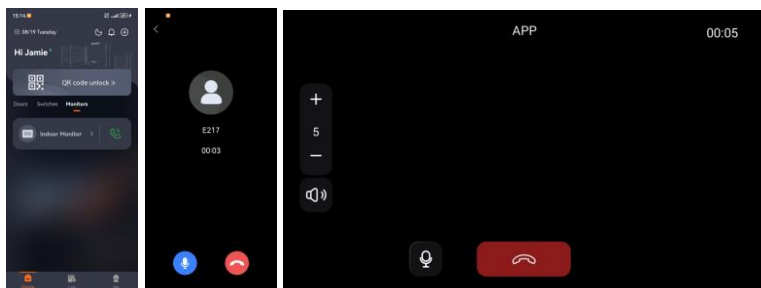 15:14
08/19 Tuesday
Hi Jamie
QR code unlock »
Doors Switches Monitors
Indoor Monitor >
E217
00:03
APP
00:05
+
5
−